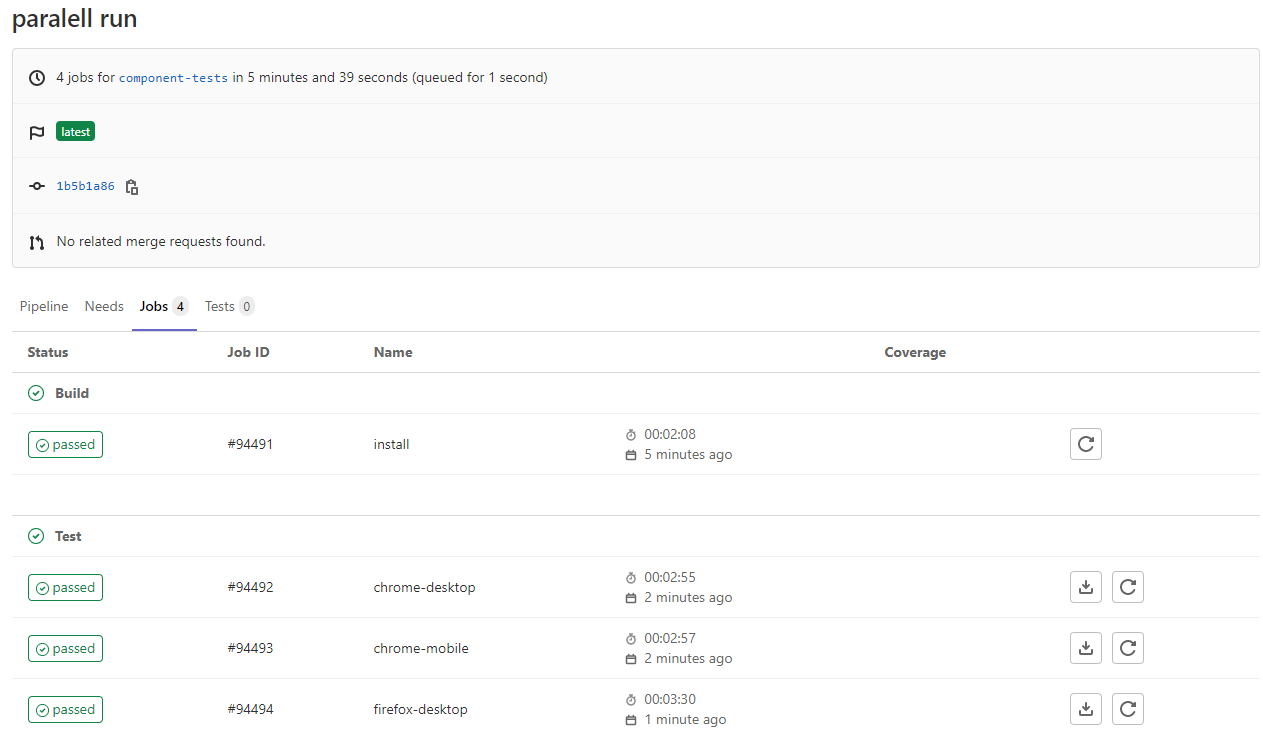 paralell run
4 jobs for component-tests in 5 minutes and 39 seconds (queued for 1 second)
latest
1b5b1a86
No related merge requests found.
Pipeline Needs Jobs 4 Tests 0
Status Job ID Name Coverage
Build
passed #94491 install 00:02:08
5 minutes ago
Test
passed #94492 chrome-desktop 00:02:55
2 minutes ago
passed #94493 chrome-mobile 00:02:57
2 minutes ago
passed #94494 firefox-desktop 00:03:30
1 minute ago